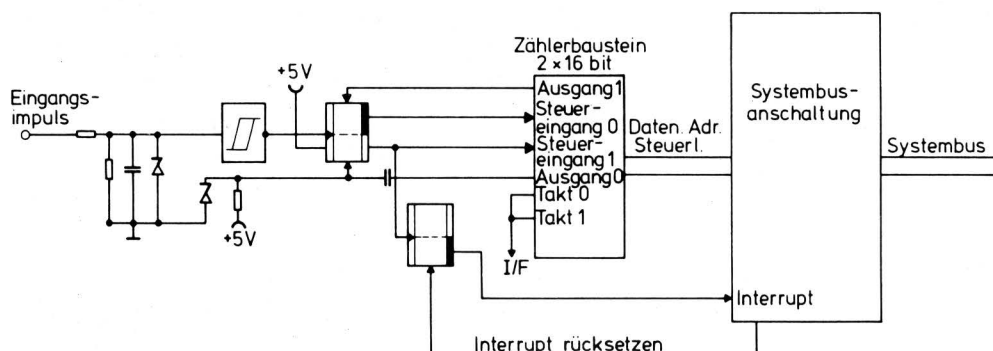 Zählerbaustein
2 × 16 bit
+5V
Eingangs-
impuls
Ausgang 1
Steuer-
eingang 0
Steuer-
eingang 1
Ausgang 0
Takt 0
Takt 1
Daten. Adr.
Steuerl.
Systembus-
anschaltung
Systembus
+5V
I/F
Interrupt
Interrupt rücksetzen